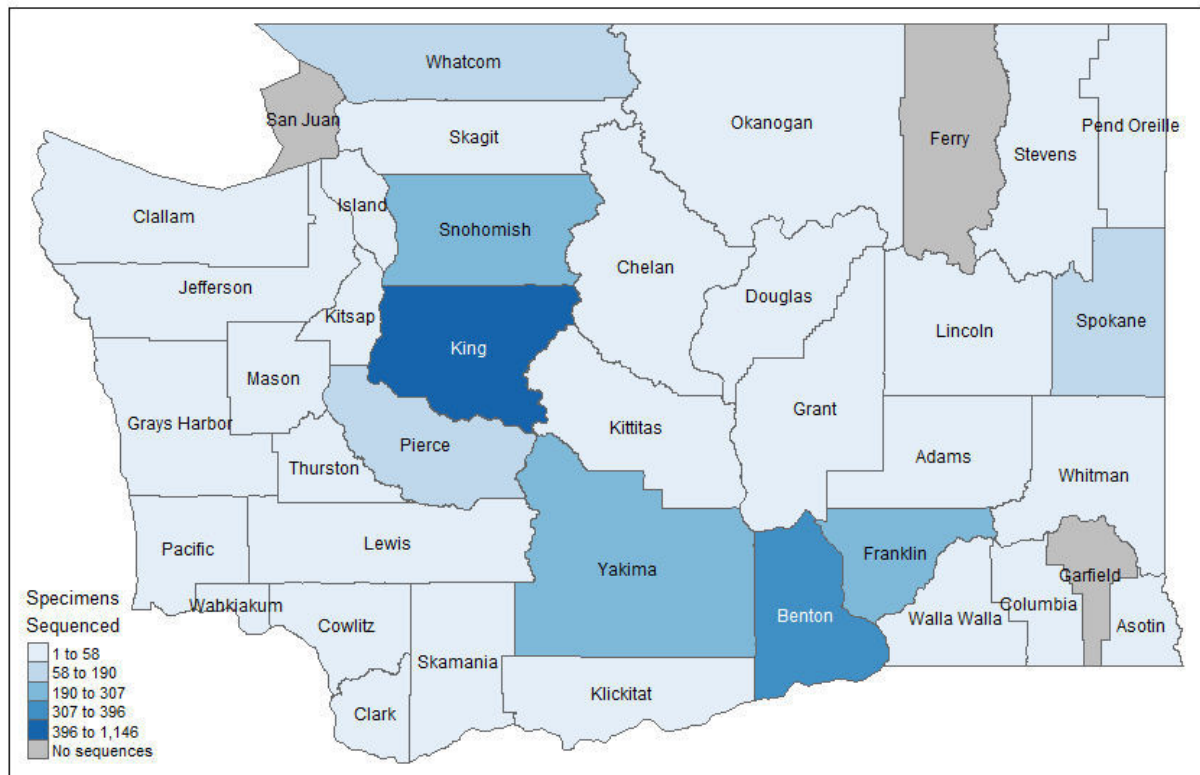 Whatcom
San Juan
Skagit
Okanogan
Ferry
Stevens
Pend Oreille
Clallam
Island
Snohomish
Chelan
Jefferson
Kitsap
Douglas
Lincoln
Spokane
King
Mason
Grays Harbor
Pierce
Kittitas
Grant
Adams
Thurston
Whitman
Pacific
Lewis
Yakima
Franklin
Garfield
Benton
Wahkiakum
Cowlitz
Skamania
Walla Walla
Columbia
Asotin
Klickitat
Clark
Specimens
Sequenced
1 to 58
58 to 190
190 to 307
307 to 396
396 to 1,146
No sequences